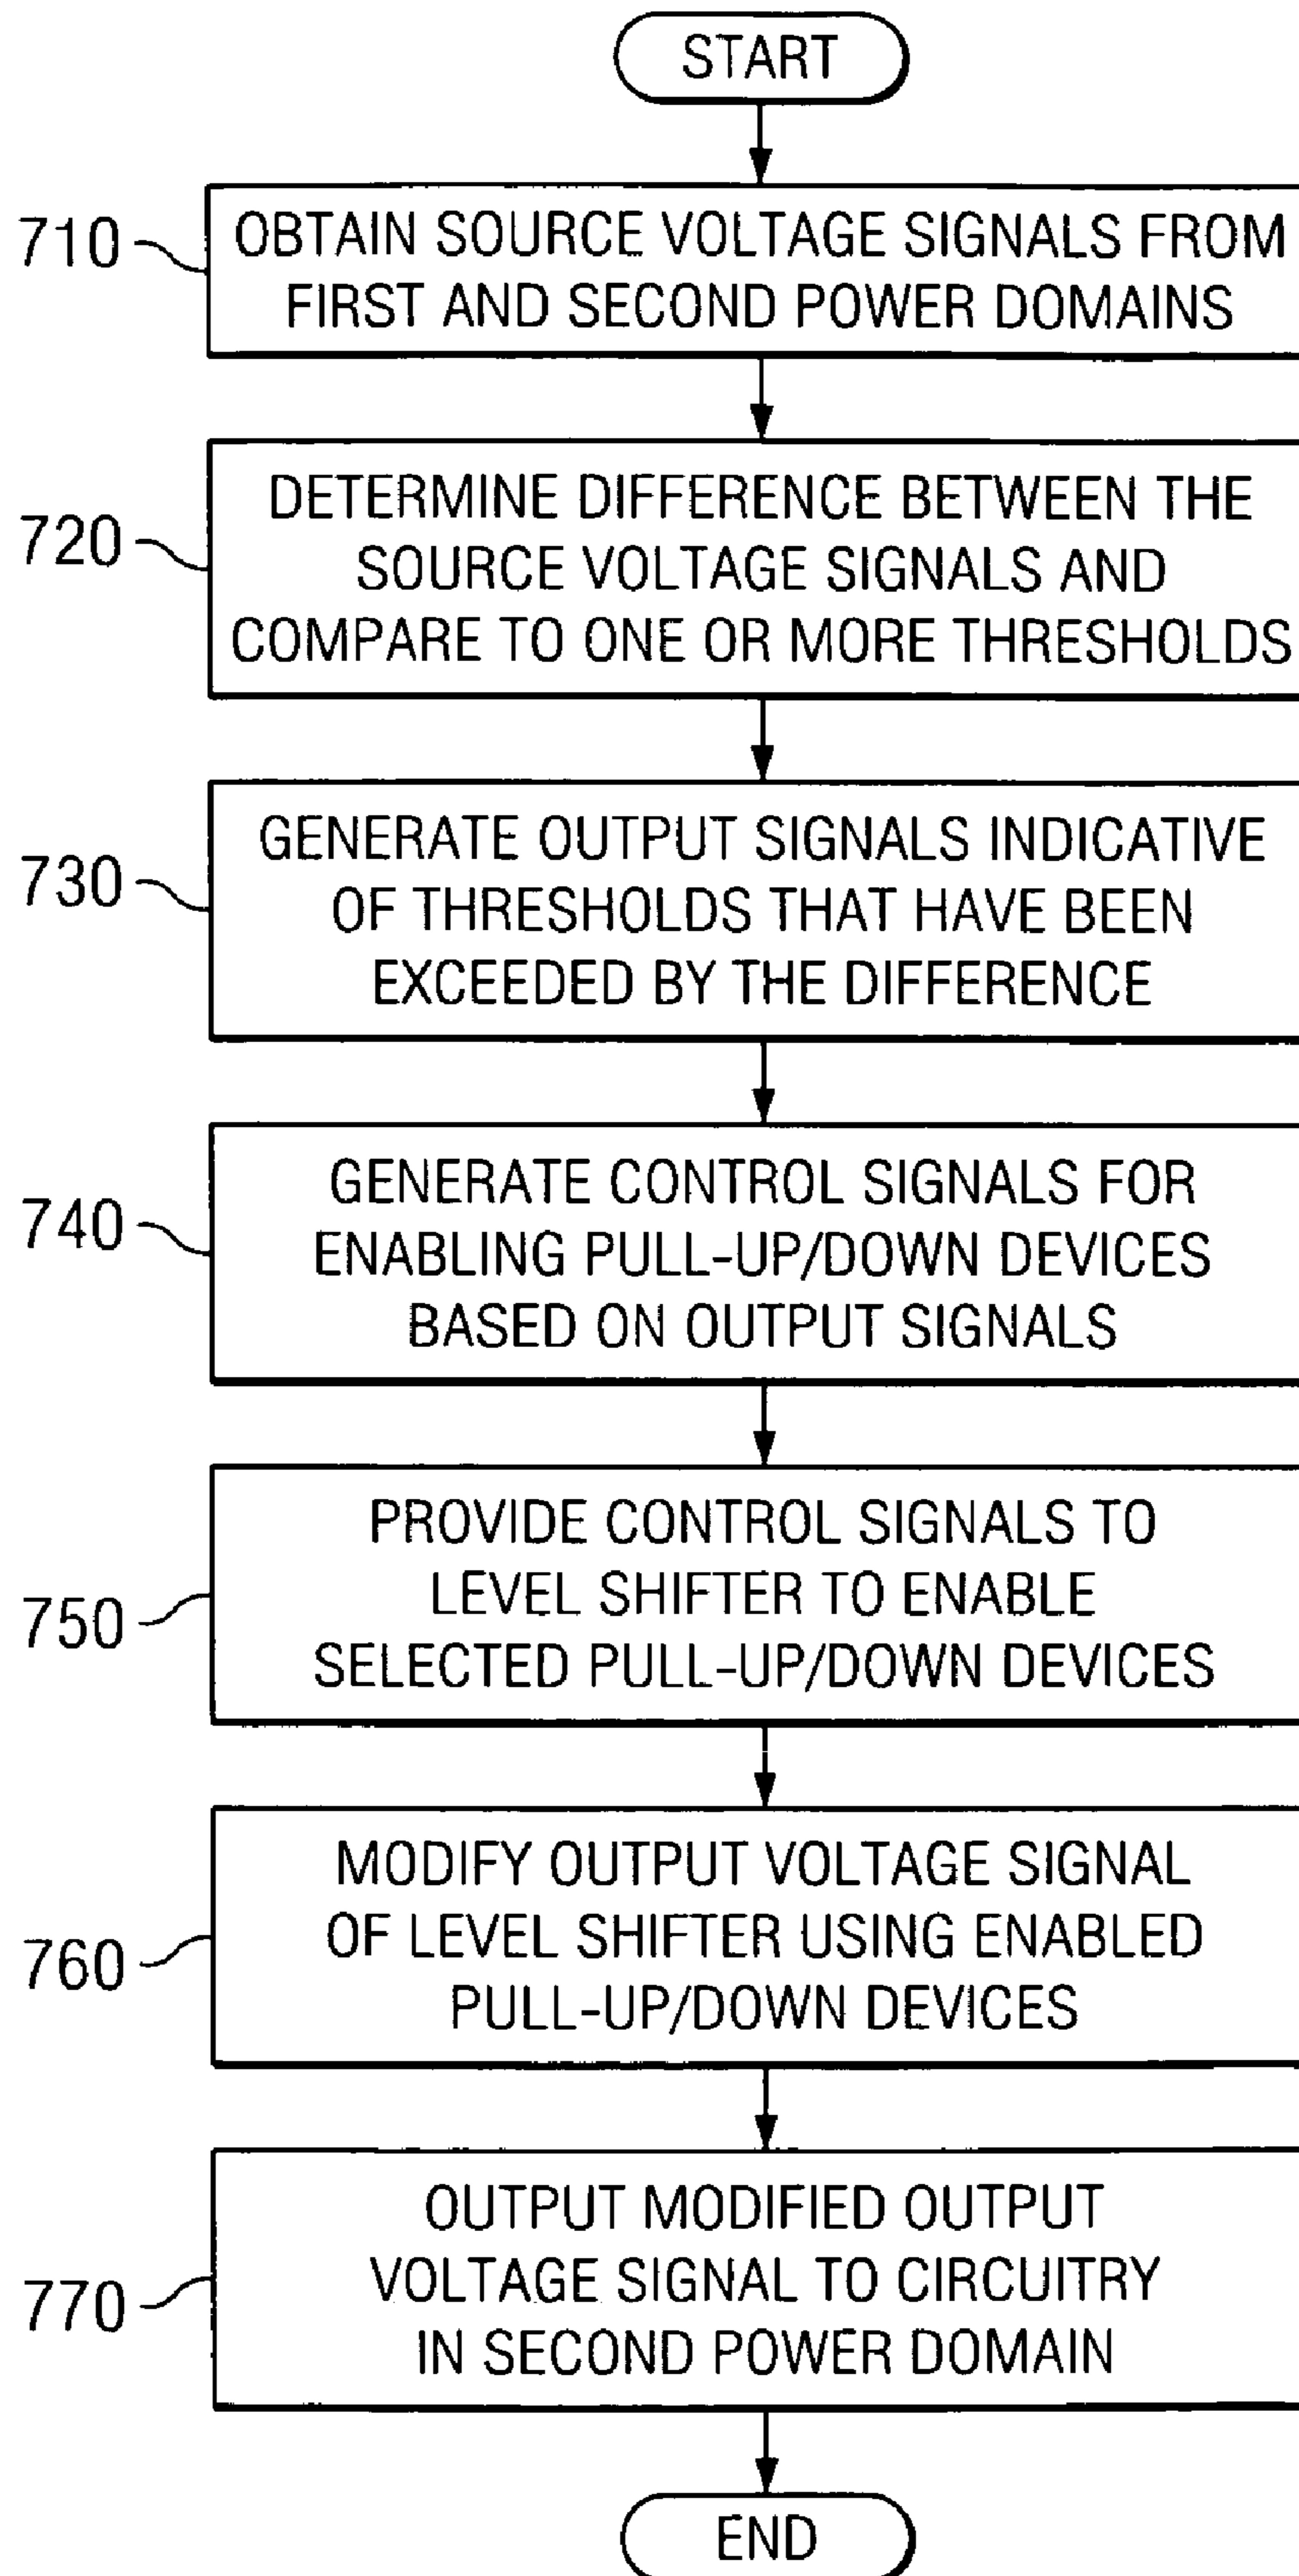 START
710
OBTAIN SOURCE VOLTAGE SIGNALS FROM
FIRST AND SECOND POWER DOMAINS
720
DETERMINE DIFFERENCE BETWEEN THE
SOURCE VOLTAGE SIGNALS AND
COMPARE TO ONE OR MORE THRESHOLDS
730
GENERATE OUTPUT SIGNALS INDICATIVE
OF THRESHOLDS THAT HAVE BEEN
EXCEEDED BY THE DIFFERENCE
740
GENERATE CONTROL SIGNALS FOR
ENABLING PULL-UP/DOWN DEVICES
BASED ON OUTPUT SIGNALS
750
PROVIDE CONTROL SIGNALS TO
LEVEL SHIFTER TO ENABLE
SELECTED PULL-UP/DOWN DEVICES
760
MODIFY OUTPUT VOLTAGE SIGNAL
OF LEVEL SHIFTER USING ENABLED
PULL-UP/DOWN DEVICES
770
OUTPUT MODIFIED OUTPUT
VOLTAGE SIGNAL TO CIRCUITRY
IN SECOND POWER DOMAIN
END